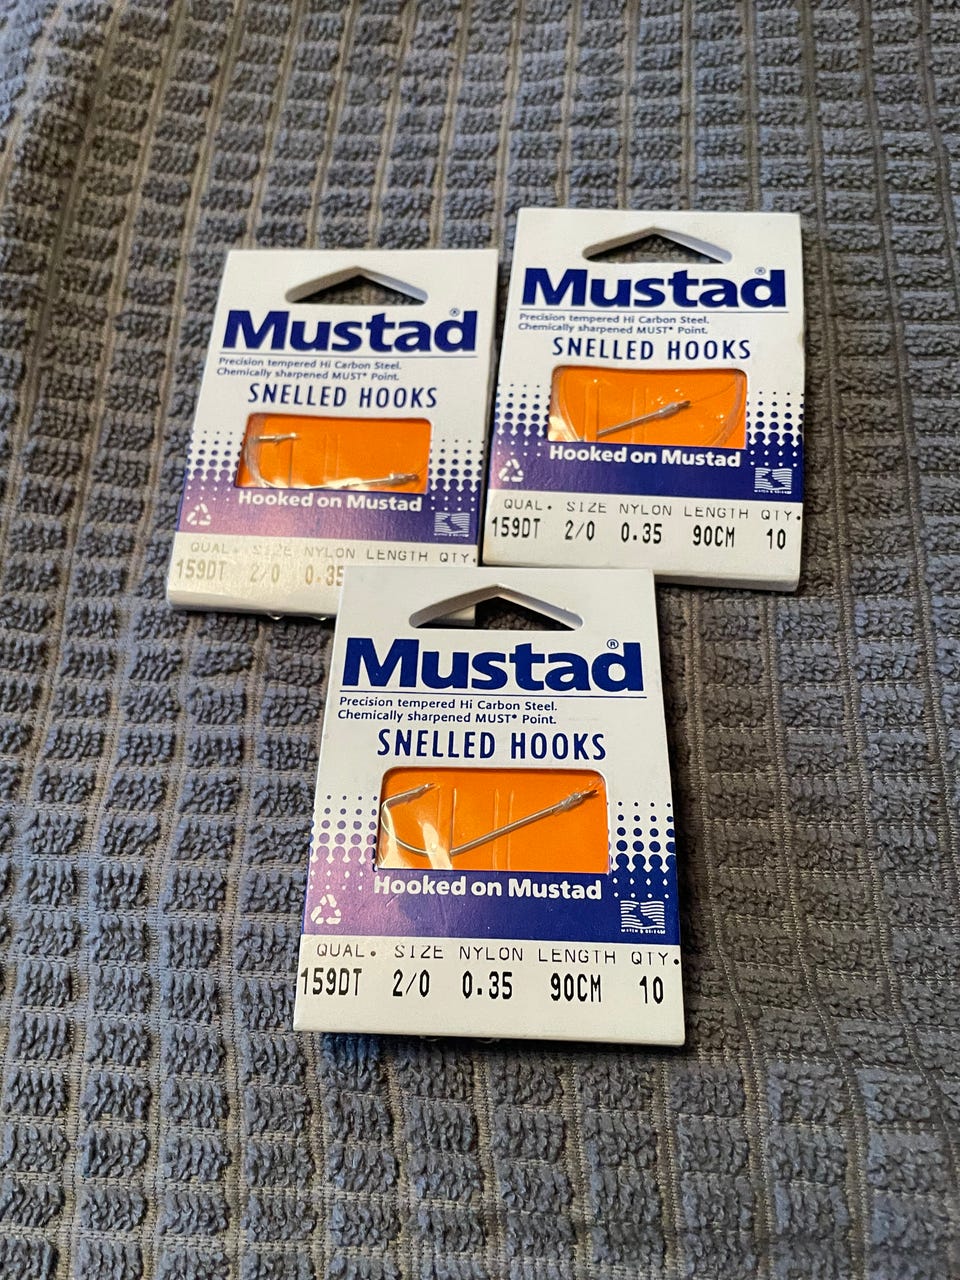 Mustad®
Precision tempered Hi Carbon Steel.
Chemically sharpened MUST* Point.
SNELLED HOOKS
Hooked on Mustad
QUAL. SIZE NYLON LENGTH QTY.
159DT 2/0 0.35
Mustad®
Precision tempered Hi Carbon Steel.
Chemically sharpened MUST* Point.
SNELLED HOOKS
Hooked on Mustad
QUAL. SIZE NYLON LENGTH QTY.
159DT 2/0 0.35 90CM 10
Mustad®
Precision tempered Hi Carbon Steel.
Chemically sharpened MUST* Point.
SNELLED HOOKS
Hooked on Mustad
QUAL. SIZE NYLON LENGTH QTY.
159DT 2/0 0.35 90CM 10